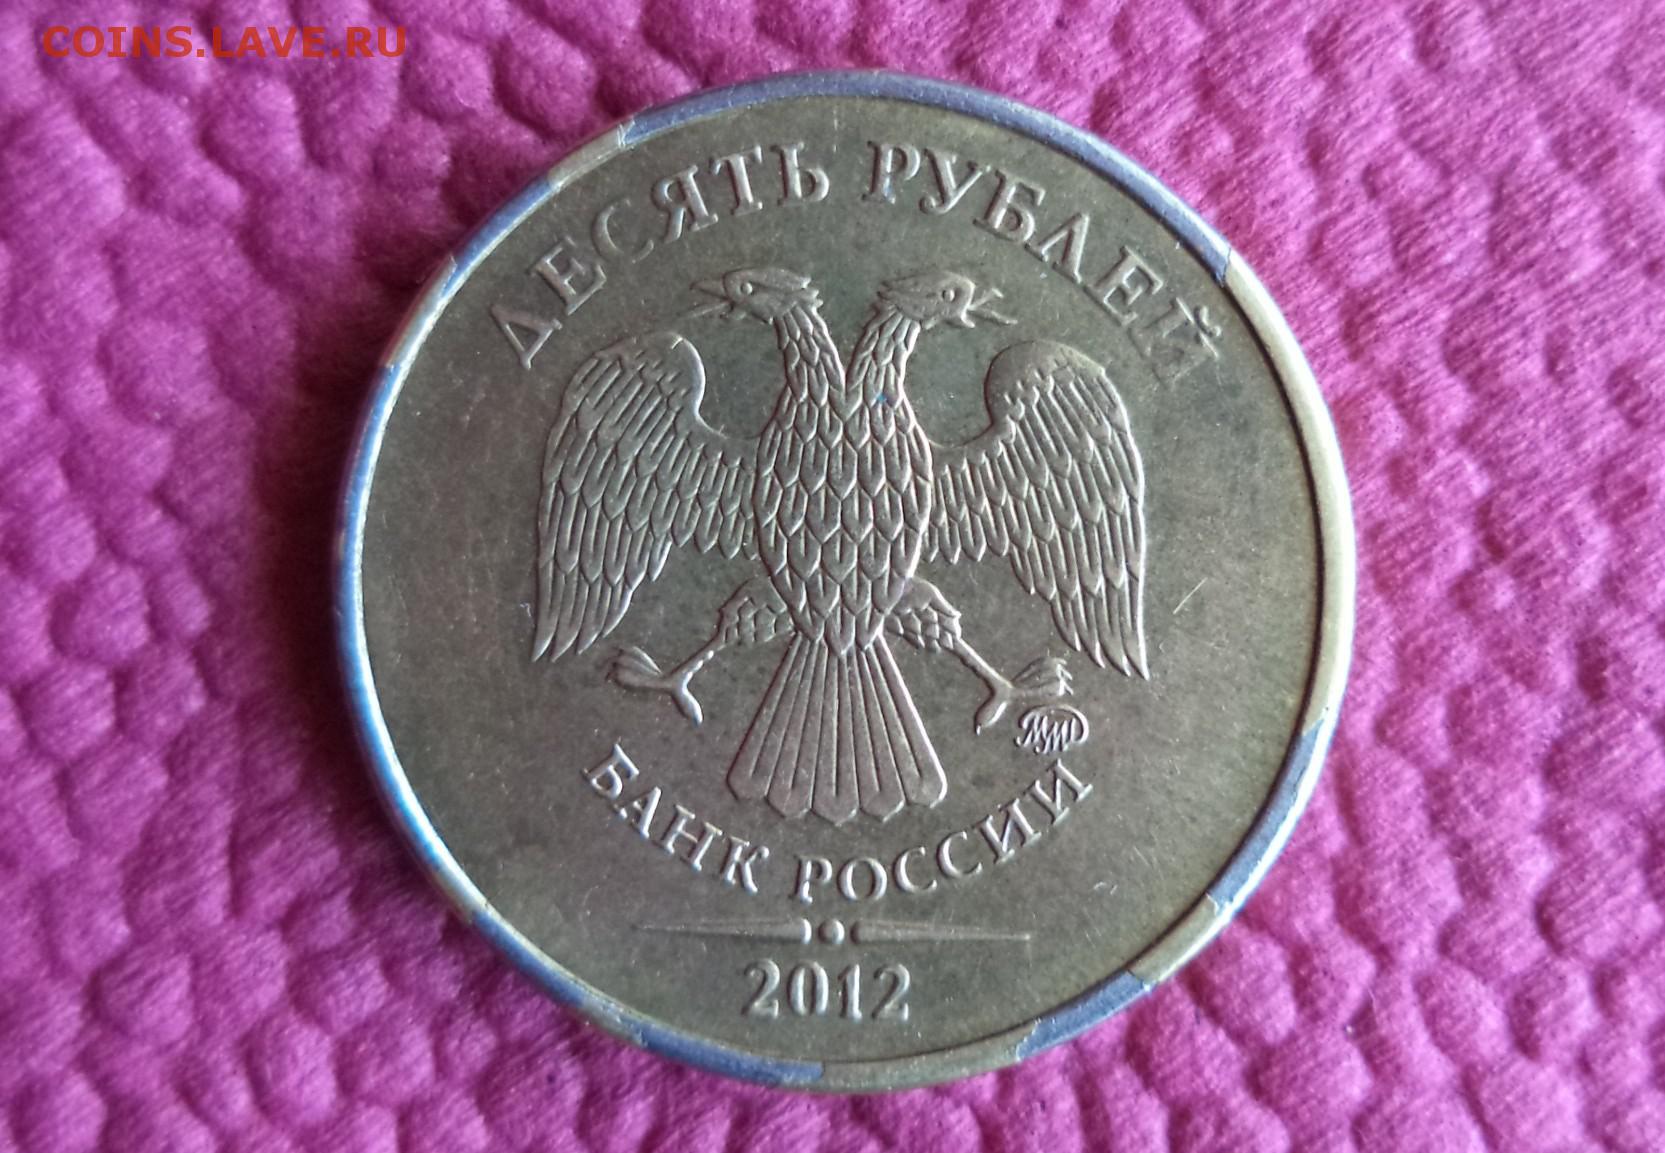 COINS.LAVE.RU
ДЕСЯТЬ РУБЛЕЙ
ММД
БАНК РОССИИ
2012